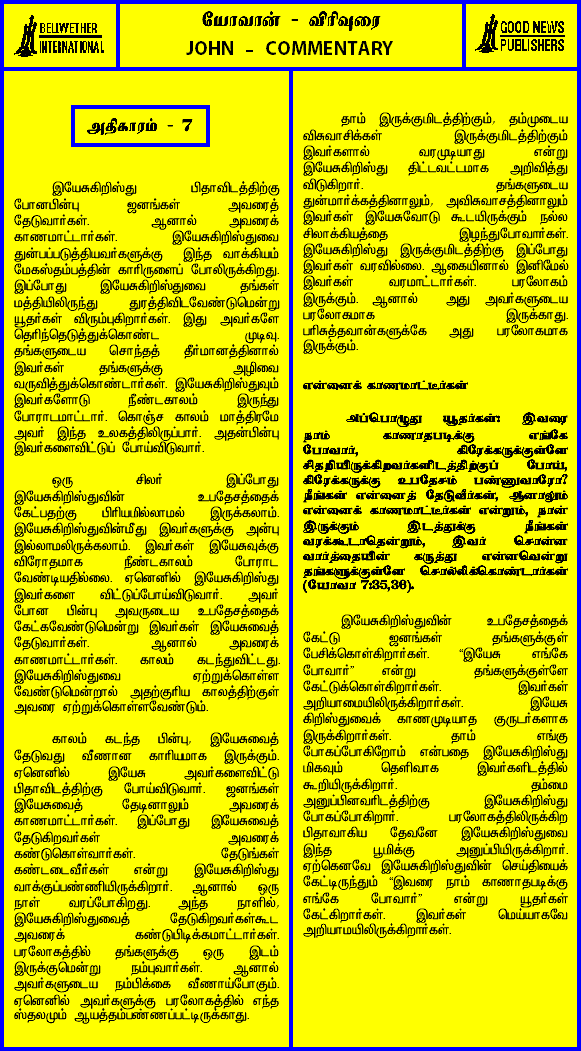 BELWETHER
INTERNATIONAL
யோவான் - விரிவுரை
JOHN - COMMENTARY
GOOD NEWS
PUBLISHERS
அதிகாரம் - 7
இயேசுகிறிஸ்து பிதாவிடத்திற்கு
போனபின்பு ஜனங்கள் அவரைத்
தேடுவார்கள். ஆனால் அவரைக்
காணமாட்டார்கள். இயேசுகிறிஸ்துவை
துன்பப்படுத்தியவர்களுக்கு இந்த வாக்கியம்
மேகஸ்தம்பத்தின் காரிருளைப் போலிருக்கிறது.
இப்போது இயேசுகிறிஸ்துவை தங்கள்
மத்தியிலிருந்து துரத்திவிடவேண்டுமென்று
யூதர்கள் விரும்புகிறார்கள். இது அவர்களே
தெரிந்தெடுத்துக்கொண்ட முடிவு.
தங்களுடைய சொந்தத் தீர்மானத்தினால்
இவர்கள் தங்களுக்கு அழிவை
வருவித்துக்கொண்டார்கள். இயேசுகிறிஸ்துவும்
இவர்களோடு நீண்டகாலம் இருந்து
போராடமாட்டார். கொஞ்ச காலம் மாத்திரமே
அவர் இந்த உலகத்திலிருப்பார். அதன்பின்பு
இவர்களைவிட்டுப் போய்விடுவார்.
ஒரு சிலர் இப்போது
இயேசுகிறிஸ்துவின் உபதேசத்தைக்
கேட்பதற்கு பிரியமில்லாமல் இருக்கலாம்.
இயேசுகிறிஸ்துவின்மீது இவர்களுக்கு அன்பு
இல்லாமலிருக்கலாம். இவர்கள் இயேசுவுக்கு
விரோதமாக நீண்டகாலம் போராட
வேண்டியதில்லை. ஏனெனில் இயேசுகிறிஸ்து
இவர்களை விட்டுப்போய்விடுவார். அவர்
போன பின்பு அவருடைய உபதேசத்தைக்
கேட்கவேண்டுமென்று இவர்கள் இயேசுவைத்
தேடுவார்கள். ஆனால் அவரைக்
காணமாட்டார்கள். காலம் கடந்துவிட்டது.
இயேசுகிறிஸ்துவை ஏற்றுக்கொள்ள
வேண்டுமென்றால் அதற்குரிய காலத்திற்குள்
அவரை ஏற்றுக்கொள்ளவேண்டும்.
காலம் கடந்த பின்பு, இயேசுவைத்
தேடுவது வீணான காரியமாக இருக்கும்.
ஏனெனில் இயேசு அவர்களைவிட்டு
பிதாவிடத்திற்கு போய்விடுவார். ஜனங்கள்
இயேசுவைத் தேடினாலும் அவரைக்
காணமாட்டார்கள். இப்போது இயேசுவைத்
தேடுகிறவர்கள் அவரைக்
கண்டுகொள்வார்கள். தேடுங்கள்
கண்டடைவீர்கள் என்று இயேசுகிறிஸ்து
வாக்குப்பண்ணியிருக்கிறார். ஆனால் ஒரு
நாள் வரப்போகிறது. அந்த நாளில்,
இயேசுகிறிஸ்துவைத் தேடுகிறவர்கள்கூட
அவரைக் கண்டுபிடிக்கமாட்டார்கள்.
பரலோகத்தில் தங்களுக்கு ஒரு இடம்
இருக்குமென்று நம்புவார்கள். ஆனால்
அவர்களுடைய நம்பிக்கை வீணாய்போகும்.
ஏனெனில் அவர்களுக்கு பரலோகத்தில் எந்த
ஸ்தலமும் ஆயத்தம்பண்ணப்பட்டிருக்காது.
தாம் இருக்குமிடத்திற்கும், தம்முடைய
விசுவாசிக்கள் இருக்குமிடத்திற்கும்
இவர்களால் வரமுடியாது என்று
இயேசுகிறிஸ்து திட்டவட்டமாக அறிவித்து
விடுகிறார். தங்களுடைய
துன்மார்க்கத்தினாலும், அவிசுவாசத்தினாலும்
இவர்கள் இயேசுவோடு கூடயிருக்கும் நல்ல
சிலாக்கியத்தை இழந்துபோவார்கள்.
இயேசுகிறிஸ்து இருக்குமிடத்திற்கு இப்போது
இவர்கள் வரவில்லை. ஆகையினால் இனிமேல்
இவர்கள் வரமாட்டார்கள். பரலோகம்
இருக்கும். ஆனால் அது அவர்களுடைய
பரலோகமாக இருக்காது.
பரிசுத்தவான்களுக்கே அது பரலோகமாக
இருக்கும்.
என்னைக் காணமாட்டீர்கள்
அப்பொழுது யூதர்கள்: இவரை
நாம் காணாதபடிக்கு எங்கே
போவார், கிரேக்கருக்குள்ளே
சிதறியிருக்கிறவர்களிடத்திற்குப் போய்,
கிரேக்கருக்கு உபதேசம் பண்ணுவாரோ?
நீங்கள் என்னைத் தேடுவீர்கள், ஆனாலும்
என்னைக் காணமாட்டீர்கள் என்றும், நான்
இருக்கும் இடத்துக்கு நீங்கள்
வரக்கூடாதென்றும், இவர் சொன்ன
வார்த்தையின் கருத்து என்னவென்று
தங்களுக்குள்ளே சொல்லிக்கொண்டார்கள்
(யோவா 7:35,36).
இயேசுகிறிஸ்துவின் உபதேசத்தைக்
கேட்டு ஜனங்கள் தங்களுக்குள்
பேசிக்கொள்கிறார்கள். “இயேசு எங்கே
போவார்” என்று தங்களுக்குள்ளே
கேட்டுக்கொள்கிறார்கள். இவர்கள்
அறியாமையிலிருக்கிறார்கள். இயேசு
கிறிஸ்துவைக் காணமுடியாத குருடர்களாக
இருக்கிறார்கள். தாம் எங்கு
போகப்போகிறோம் என்பதை இயேசுகிறிஸ்து
மிகவும் தெளிவாக இவர்களிடத்தில்
கூறியிருக்கிறார். தம்மை
அனுப்பினவரிடத்திற்கு இயேசுகிறிஸ்து
போகப்போகிறார். பரலோகத்திலிருக்கிற
பிதாவாகிய தேவனே இயேசுகிறிஸ்துவை
இந்த பூமிக்கு அனுப்பியிருக்கிறார்.
ஏற்கெனவே இயேசுகிறிஸ்துவின் செய்தியைக்
கேட்டிருந்தும் “இவரை நாம் காணாதபடிக்கு
எங்கே போவார்” என்று யூதர்கள்
கேட்கிறார்கள். இவர்கள் மெய்யாகவே
அறியாமயிலிருக்கிறார்கள்.